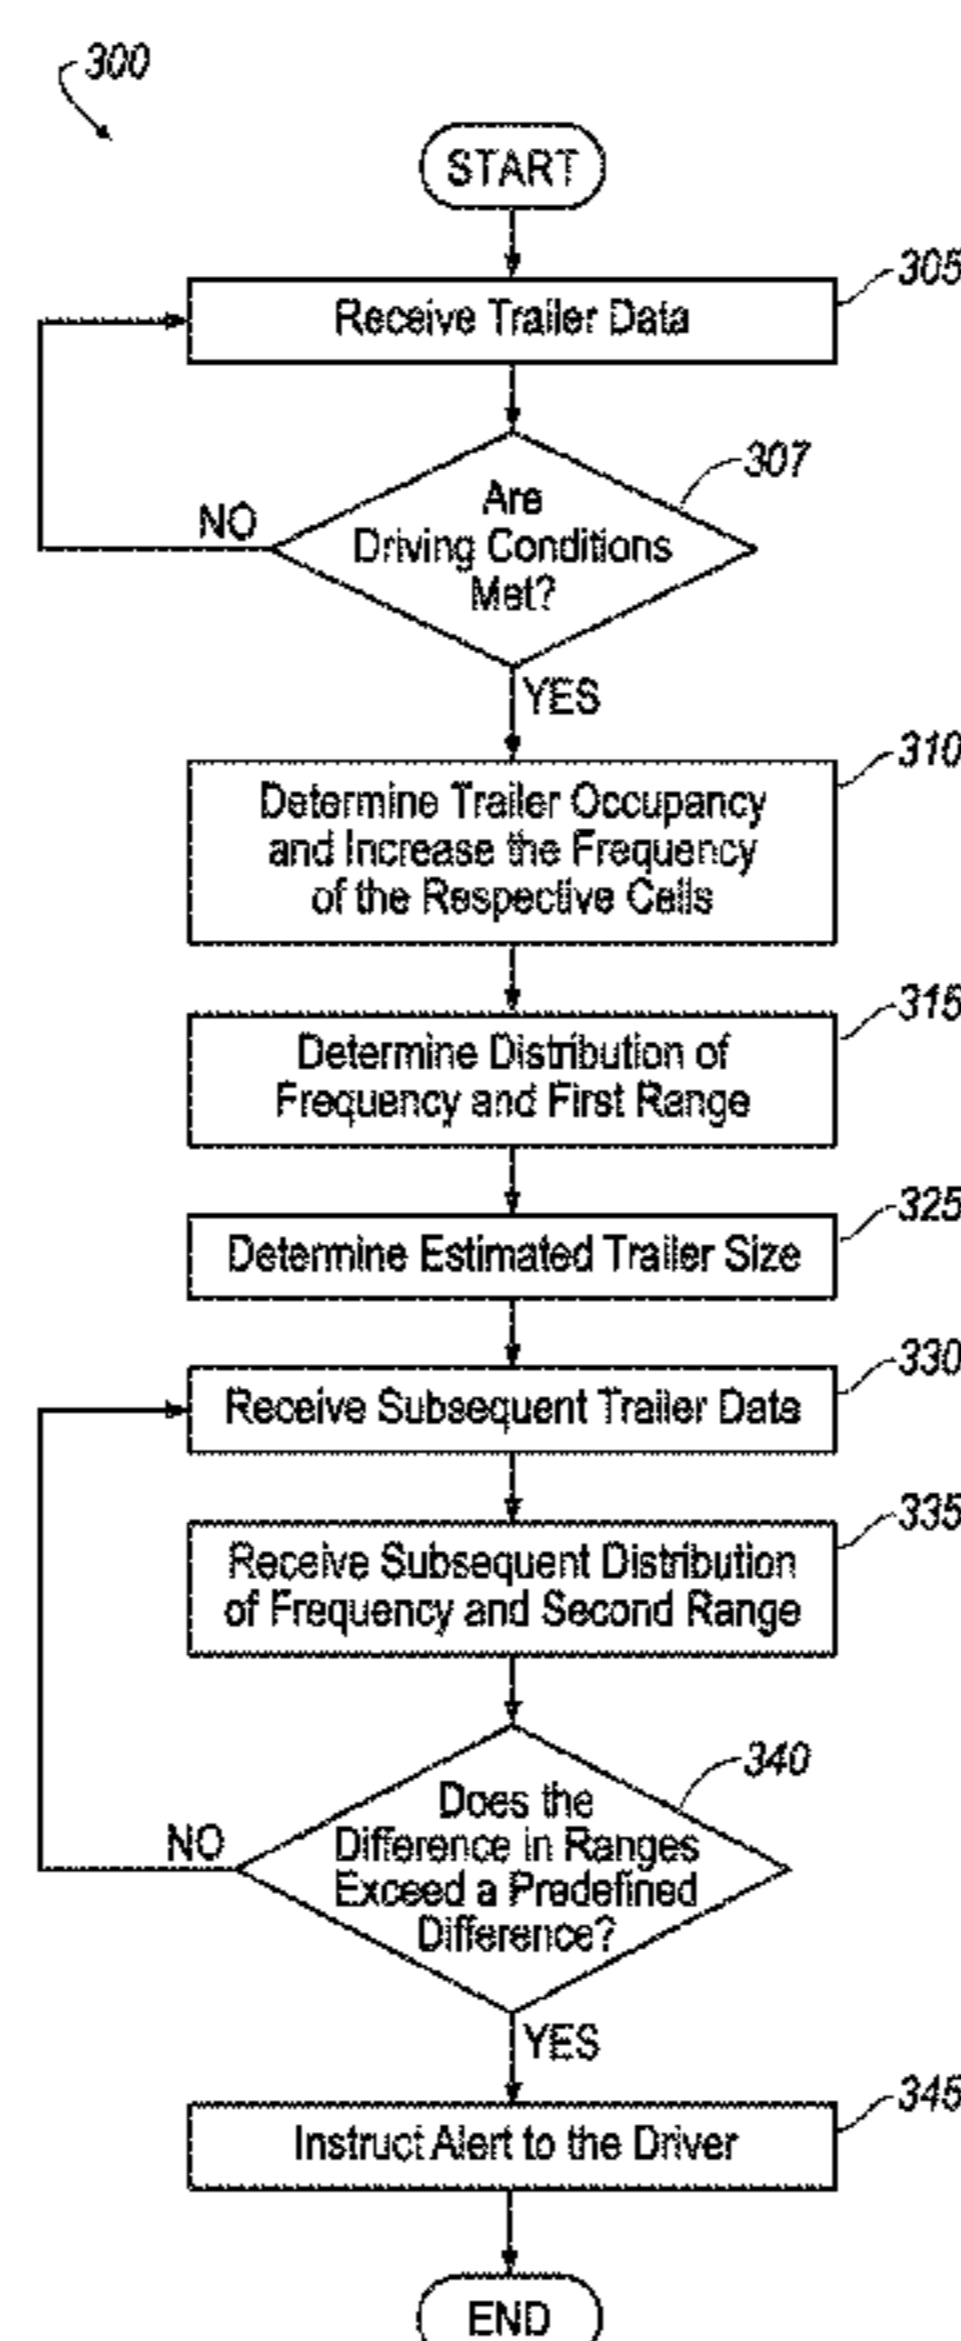 300
START
305
Receive Trailer Data
307
Are
Driving Conditions
Met?
NO
YES
310
Determine Trailer Occupancy
and Increase the Frequency
of the Respective Cells
315
Determine Distribution of
Frequency and First Range
325
Determine Estimated Trailer Size
330
Receive Subsequent Trailer Data
335
Receive Subsequent Distribution
of Frequency and Second Range
340
Does the
Difference in Ranges
Exceed a Predefined
Difference?
NO
YES
345
Instruct Alert to the Driver
END